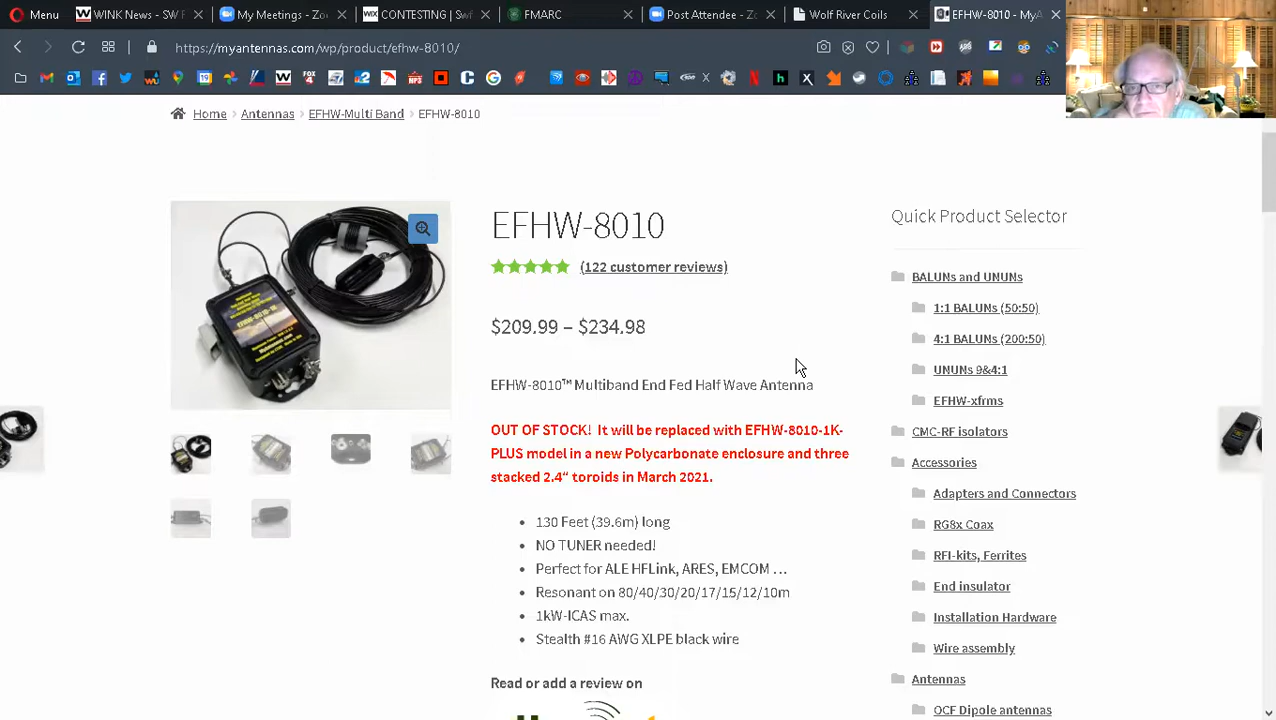 Menu
WINK News - SW F
My Meetings - Zo
CONTESTING | Swf
FMARC
Post Attendee - Zo
Wolf River Coils
EFHW-8010 - MyA
https://myantennas.com/wp/product/efhw-8010/
Home
Antennas
EFHW-Multi Band
EFHW-8010
EFHW-8010
(122 customer reviews)
$209.99 – $234.98
EFHW-8010™ Multiband End Fed Half Wave Antenna
OUT OF STOCK! It will be replaced with EFHW-8010-1K-
PLUS model in a new Polycarbonate enclosure and three
stacked 2.4“ toroids in March 2021.
• 130 Feet (39.6m) long
• NO TUNER needed!
• Perfect for ALE HFLink, ARES, EMCOM …
• Resonant on 80/40/30/20/17/15/12/10m
• 1kW-ICAS max.
• Stealth #16 AWG XLPE black wire
Read or add a review on
Quick Product Selector
BALUNs and UNUNs
1:1 BALUNs (50:50)
4:1 BALUNs (200:50)
UNUNs 9&4:1
EFHW-xfrms
CMC-RF isolators
Accessories
Adapters and Connectors
RG8x Coax
RFI-kits, Ferrites
End insulator
Installation Hardware
Wire assembly
Antennas
OCF Dipole antennas